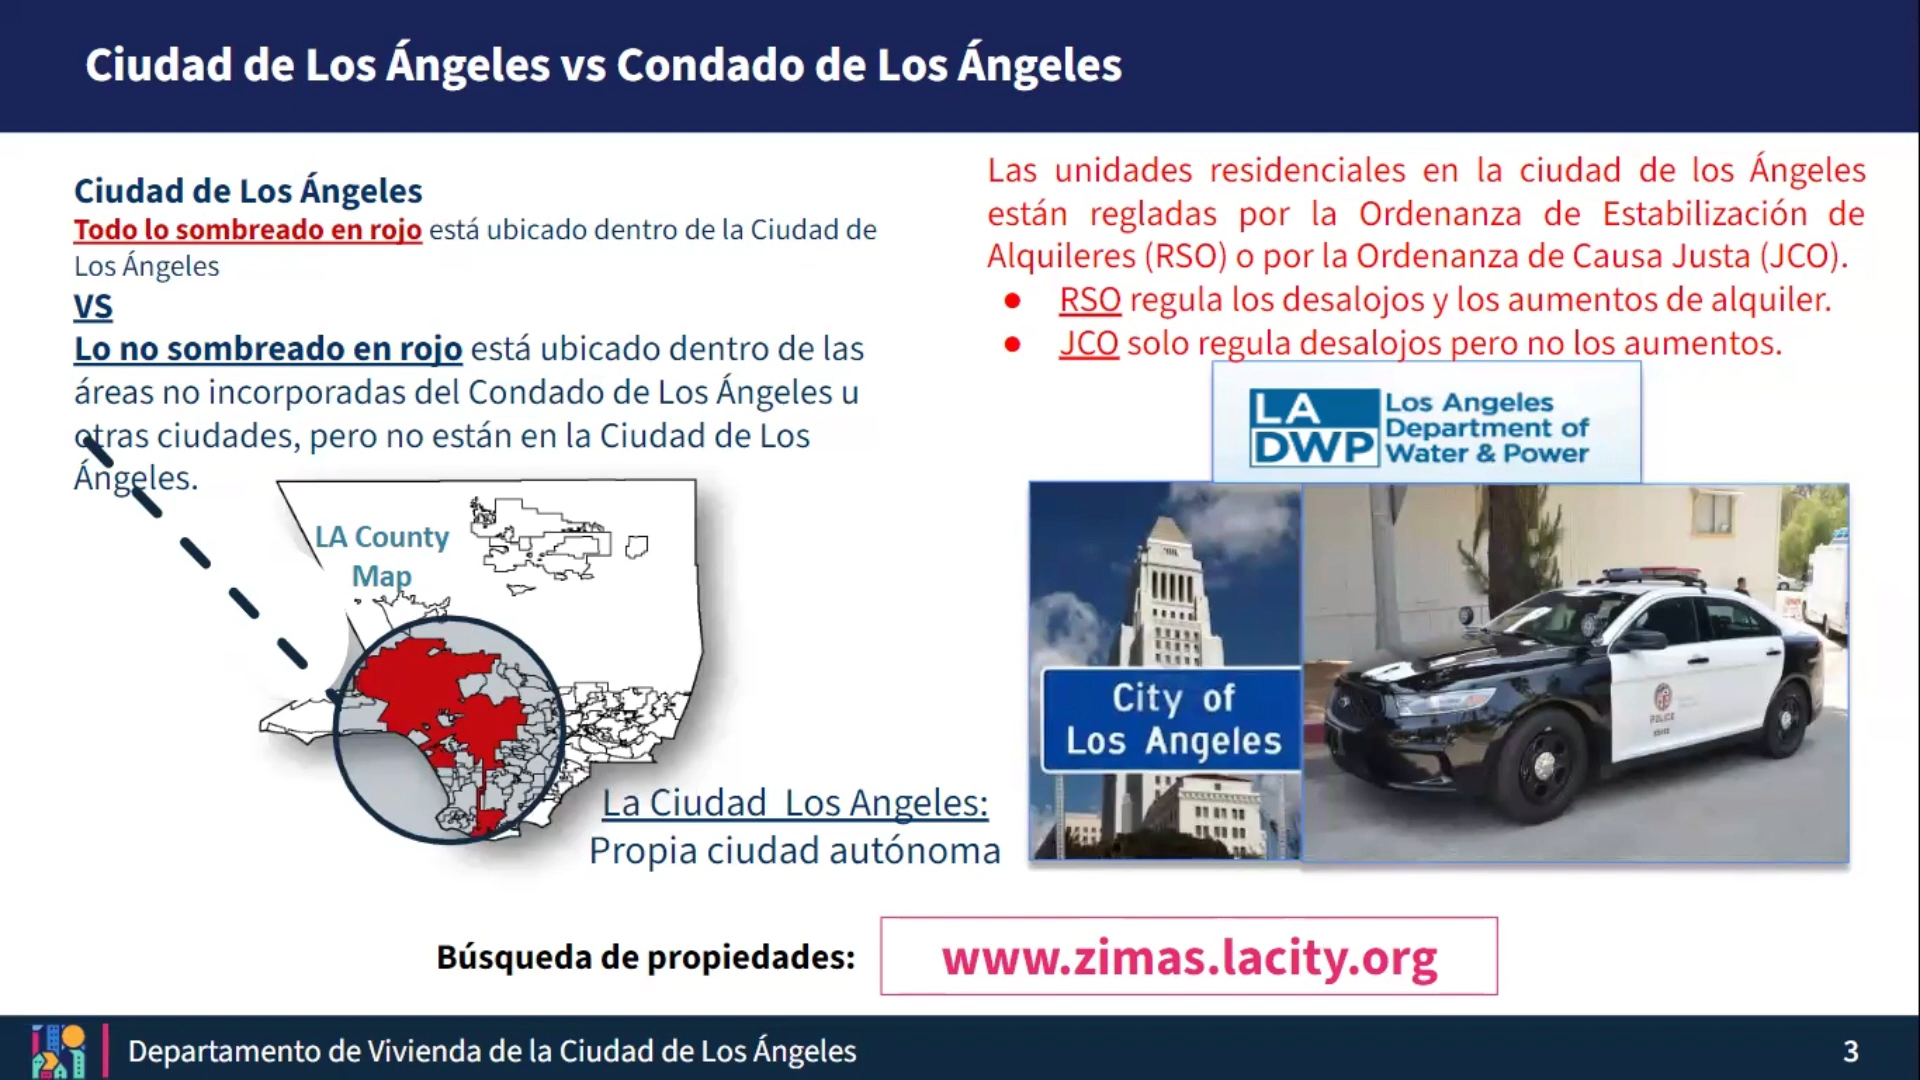 Ciudad de Los Ángeles vs Condado de Los Ángeles
Ciudad de Los Ángeles
Todo lo sombreado en rojo está ubicado dentro de la Ciudad de
Los Ángeles
VS
Lo no sombreado en rojo está ubicado dentro de las
áreas no incorporadas del Condado de Los Ángeles u
otras ciudades, pero no están en la Ciudad de Los
Ángeles.
LA County
Map
La Ciudad Los Angeles:
Propia ciudad autónoma
Las unidades residenciales en la ciudad de los Ángeles
están regladas por la Ordenanza de Estabilización de
Alquileres (RSO) o por la Ordenanza de Causa Justa (JCO).
● RSO regula los desalojos y los aumentos de alquiler.
● JCO solo regula desalojos pero no los aumentos.
LA
DWP
Los Angeles
Department of
Water & Power
City of
Los Angeles
POLICE
Búsqueda de propiedades:
www.zimas.lacity.org
Departamento de Vivienda de la Ciudad de Los Ángeles
3